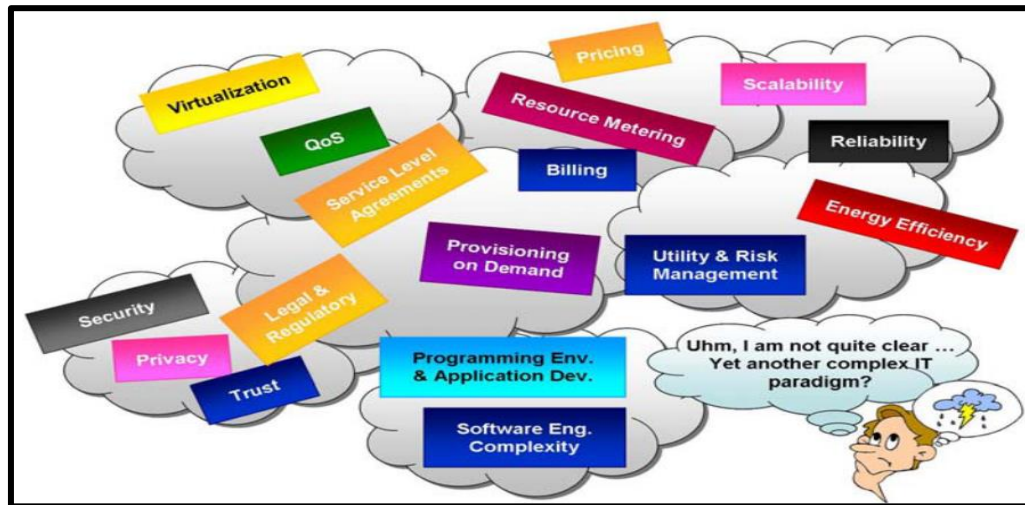 Pricing
Virtualization
Scalability
Resource Metering
QoS
Reliability
Service Level
Agreements
Billing
Energy Efficiency
Provisioning
on Demand
Utility & Risk
Management
Security
Legal &
Regulatory
Privacy
Trust
Programming Env.
& Application Dev.
Software Eng.
Complexity
Uhm, I am not quite clear ...
Yet another complex IT
paradigm?